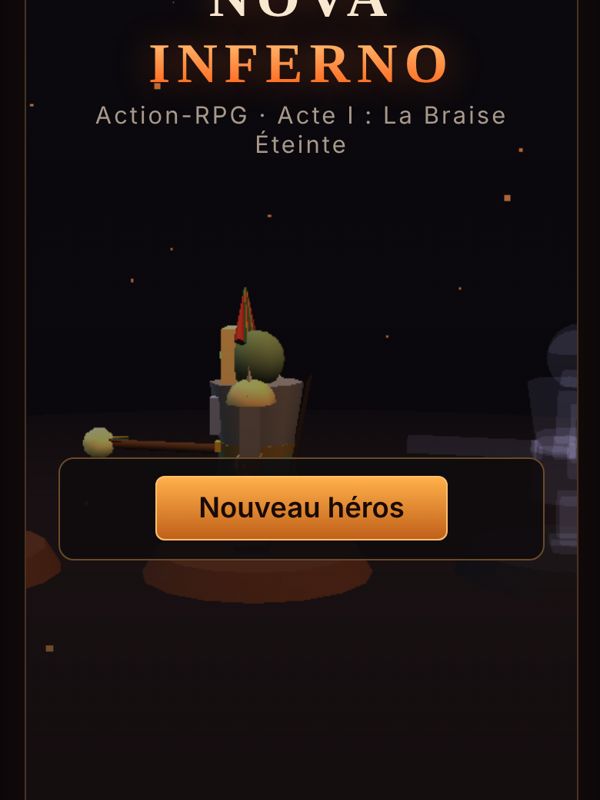 NOVA
INFERNO
Action-RPG · Acte I : La Braise
Éteinte
Nouveau héros